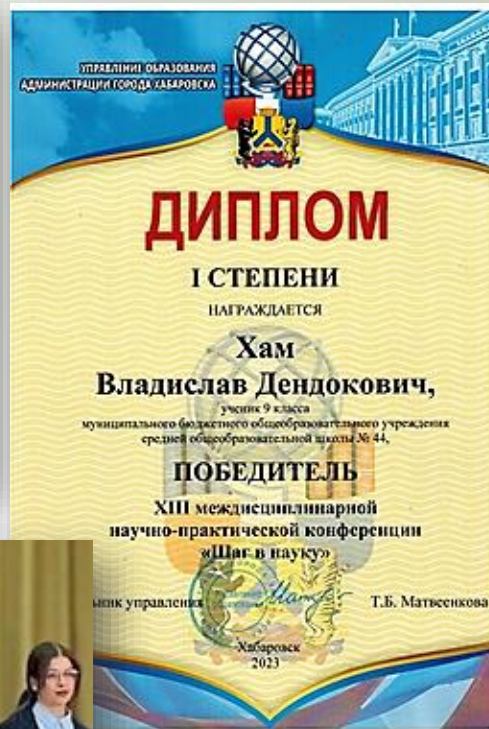 УПРАВЛЕНИЕ ОБРАЗОВАНИЯ
АДМИНИСТРАЦИИ ГОРОДА ХАБАРОВСКА
ДИПЛОМ
I СТЕПЕНИ
НАГРАЖДАЕТСЯ
Хам
Владислав Дендокович,
ученик 9 класса
муниципального бюджетного общеобразовательного учреждения
средней общеобразовательной школы № 44,
ПОБЕДИТЕЛЬ
XIII междисциплинарной
научно-практической конференции
«Шаг в науку»
управления Т.Б. Матвеенкова
Хабаровск
2023